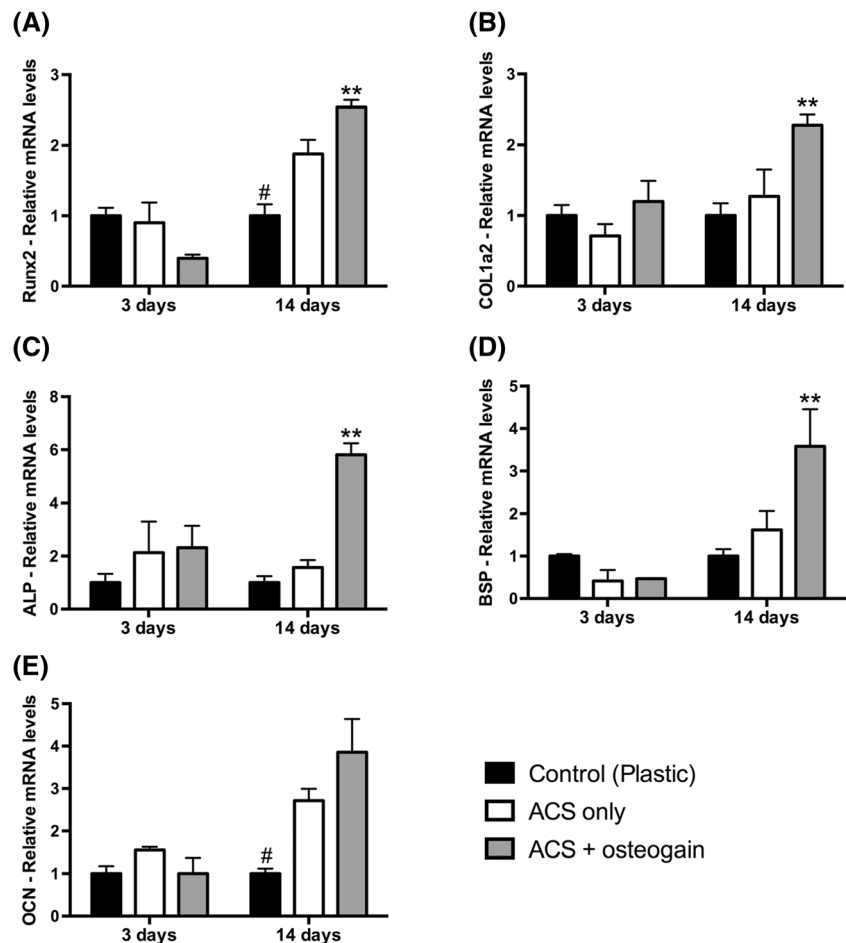 (A)
Runx2 - Relative mRNA levels
3
2
1
0
#
**
3 days
14 days
(B)
COL1a2 - Relative mRNA levels
3
2
1
0
**
3 days
14 days
(C)
ALP - Relative mRNA levels
8
6
4
2
0
**
3 days
14 days
(D)
BSP - Relative mRNA levels
5
4
3
2
1
0
**
3 days
14 days
(E)
OCN - Relative mRNA levels
5
4
3
2
1
0
#
3 days
14 days
Control (Plastic)
ACS only
ACS + osteogain